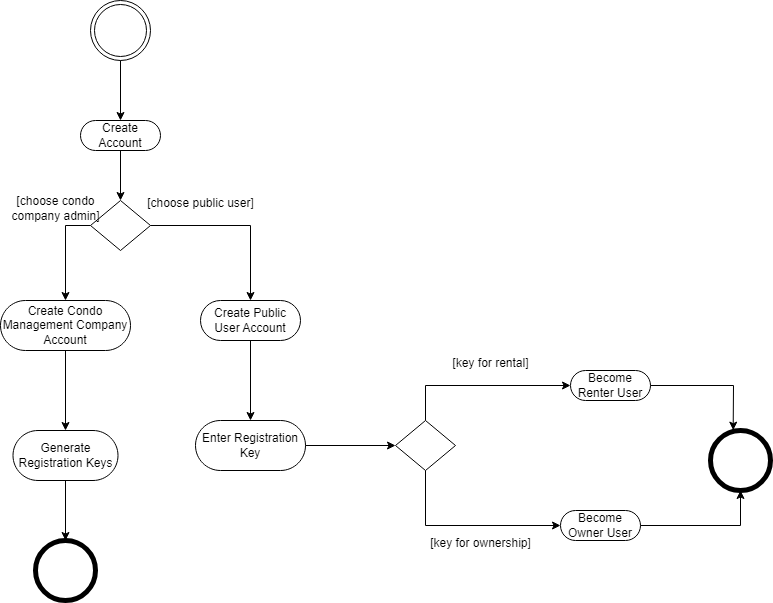 Create
Account
[choose condo
company admin]
[choose public user]
Create Condo
Management Company
Account
Create Public
User Account
[key for rental]
Become
Renter User
Generate
Registration Keys
Enter Registration
Key
Become
Owner User
[key for ownership]